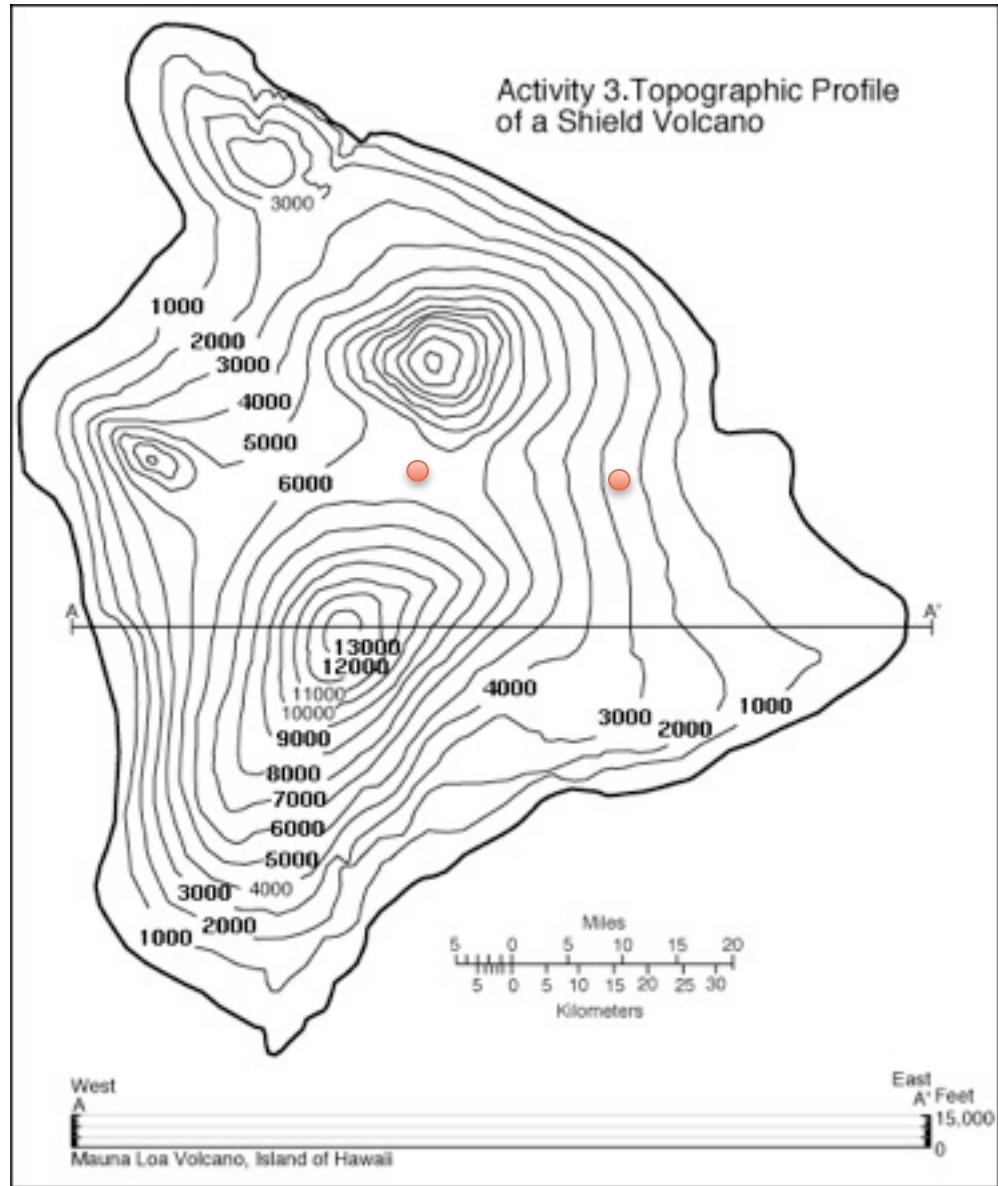 Activity 3.Topographic Profile
of a Shield Volcano
3000
1000
2000
3000
4000
5000
6000
A
A'
13000
12000
11000
10000
9000
8000
7000
6000
5000
4000
3000
2000
1000
4000
3000
2000
1000
Miles
5 0 5 10 15 20
5 0 5 10 15 20 25 30
Kilometers
West
A
East
A' Feet
15,000
0
Mauna Loa Volcano, Island of Hawaii